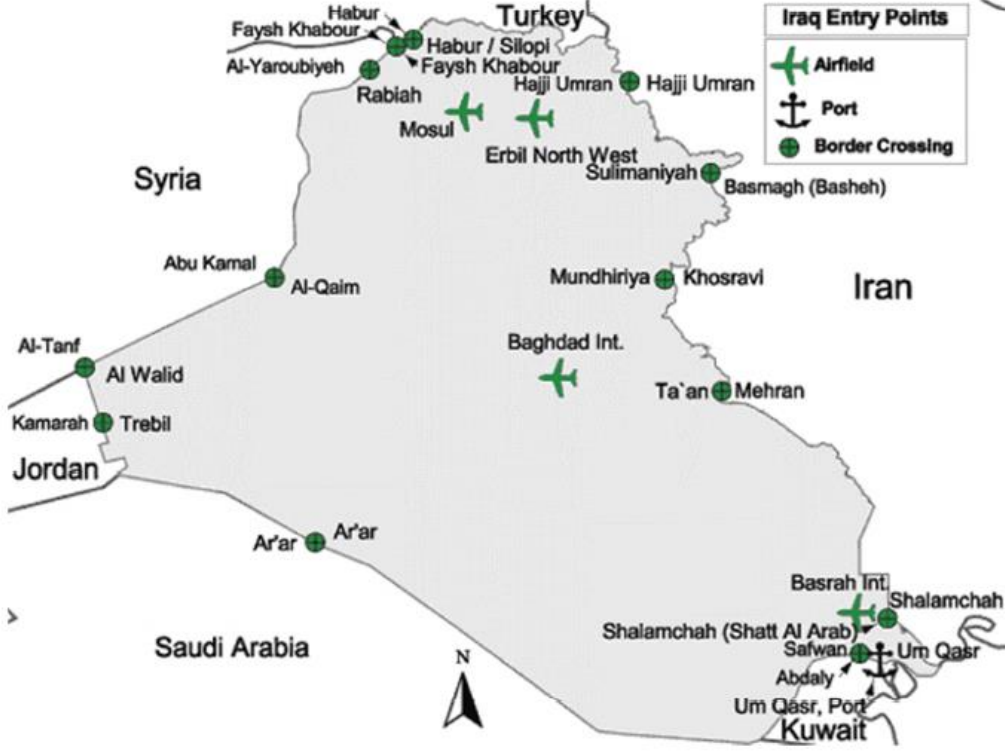 Habur
Turkey
Iraq Entry Points
Faysh Khabour
Habur / Silopi
Airfield
Al-Yaroubiyeh
Faysh Khabour
Hajji Umran
Hajji Umran
Rabiah
Port
Mosul
Border Crossing
Erbil North West
Syria
Sulimaniyah
Basmagh (Basheh)
Abu Kamal
Al-Qaim
Mundhiriya
Khosravi
Iran
Al-Tanf
Baghdad Int.
Al Walid
Ta`an
Mehran
Kamarah
Trebil
Jordan
Ar'ar
Ar'ar
Basrah Int.
Shalamchah
Shalamchah (Shatt Al Arab)
Saudi Arabia
N
Safwan
Um Qasr
Abdaly
Um Qasr, Port
Kuwait